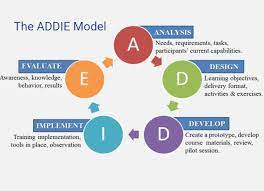 The ADDIE Model
A
ANALYSIS
Needs, requirements, tasks,
participants' current capabilities.
D
DESIGN
Learning objectives,
delivery format,
activities & exercises.
D
DEVELOP
Create a prototype, develop
course materials, review,
pilot session.
I
IMPLEMENT
Training implementation,
tools in place, observation
E
EVALUATE
Awareness, knowledge,
behavior, results